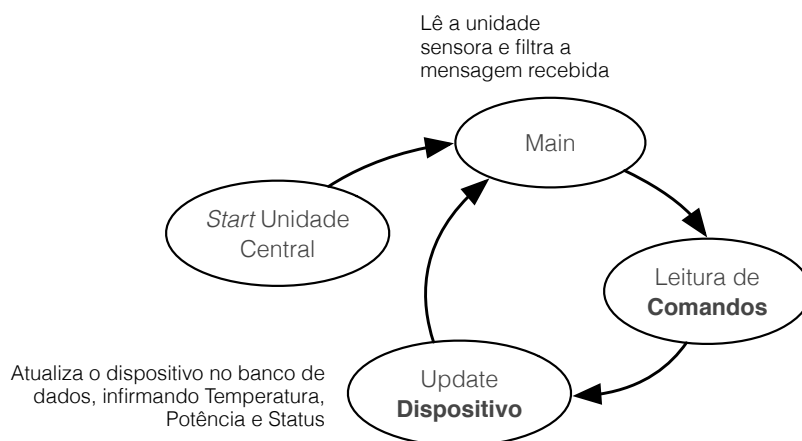 Lê a unidade
sensora e filtra a
mensagem recebida
Main
Start Unidade
Central
Leitura de
Comandos
Atualiza o dispositivo no banco de
dados, infirmando Temperatura,
Potência e Status
Update
Dispositivo